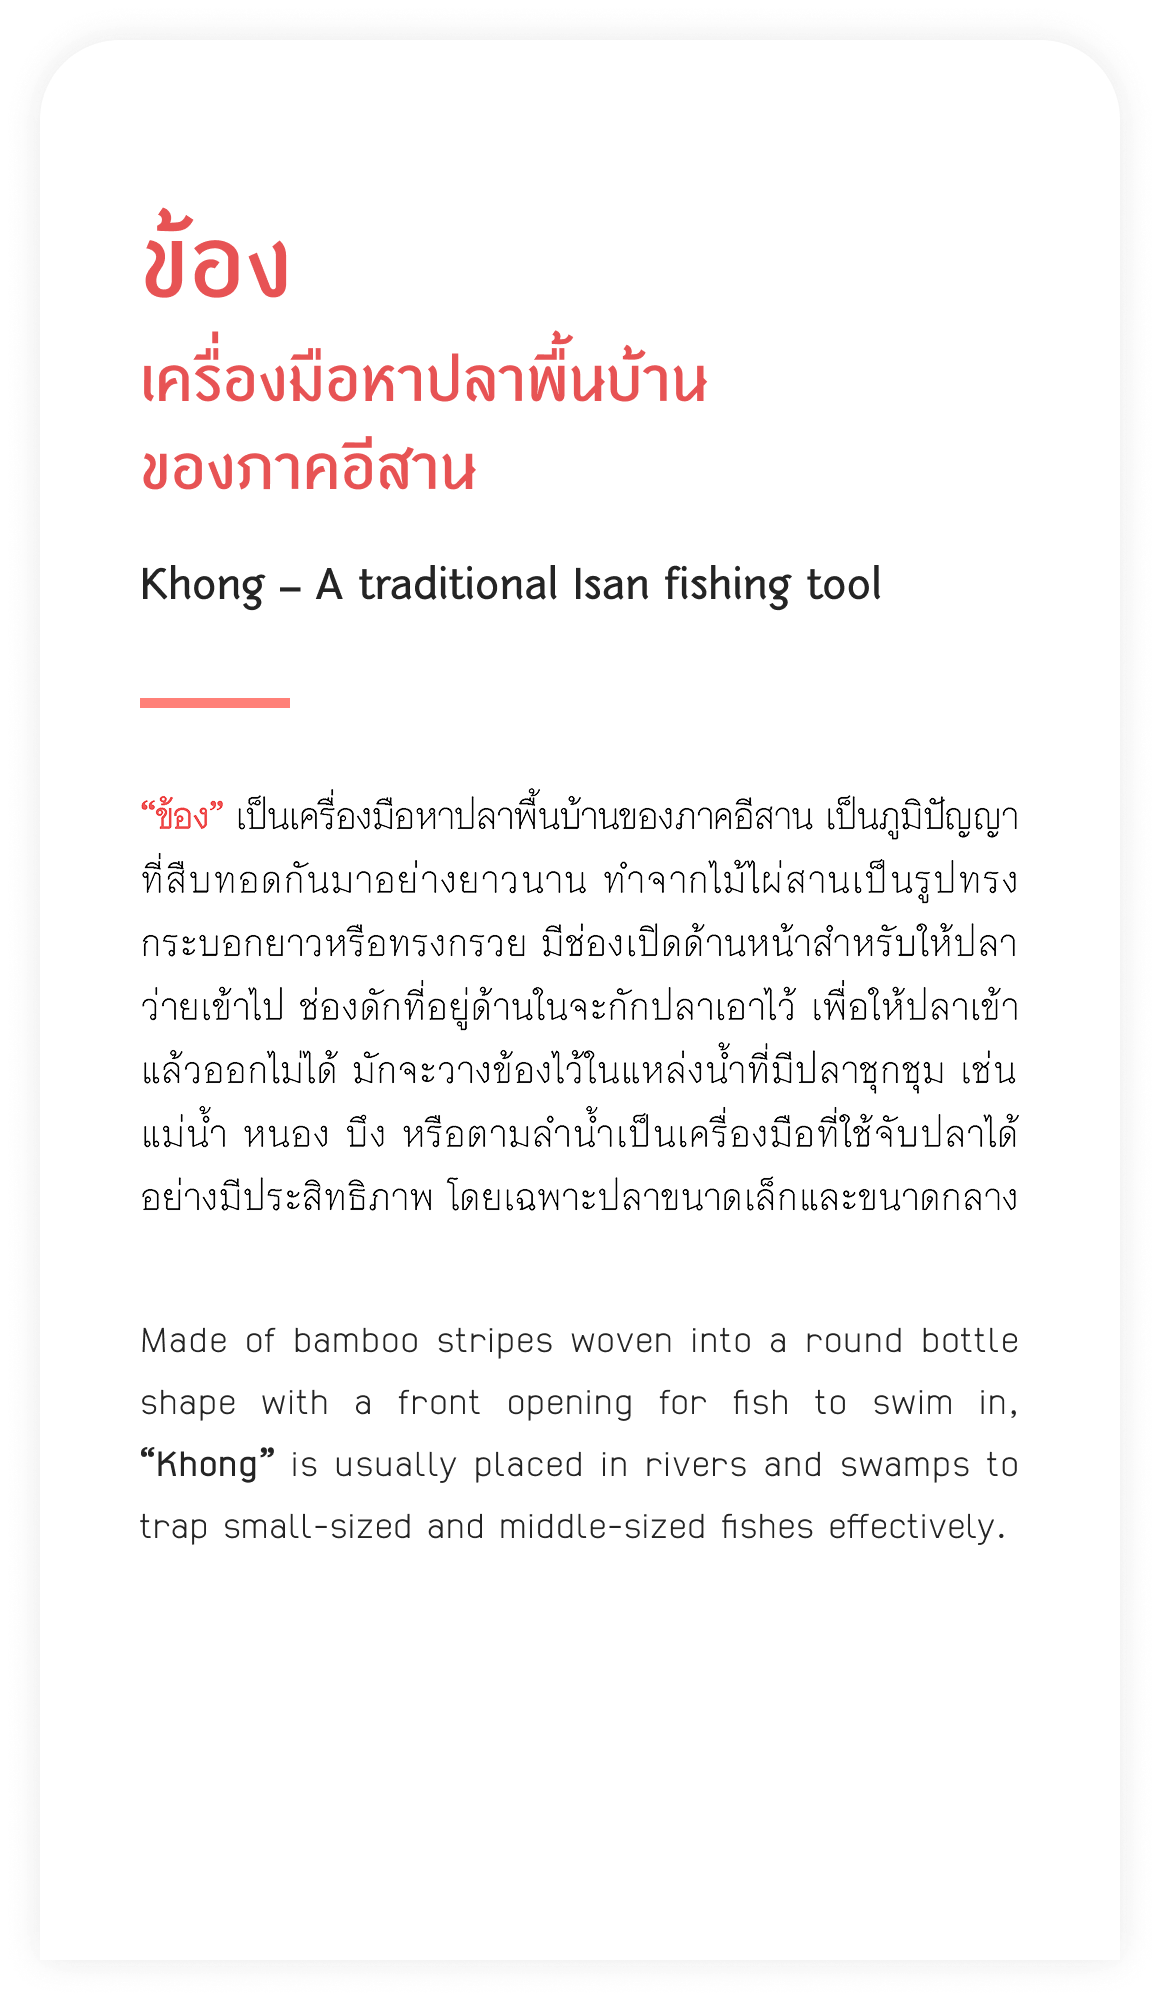 ข้อง
เครื่องมือหาปลาพื้นบ้าน
ของภาคอีสาน
Khong – A traditional Isan fishing tool
“ข้อง” เป็นเครื่องมือหาปลาพื้นบ้านของภาคอีสาน เป็นภูมิปัญญา
ที่สืบทอดกันมาอย่างยาวนาน ทำจากไม้ไผ่สานเป็นรูปทรง
กระบอกยาวหรือทรงกรวย มีช่องเปิดด้านหน้าสำหรับให้ปลา
ว่ายเข้าไป ช่องดักที่อยู่ด้านในจะกักปลาเอาไว้ เพื่อให้ปลาเข้า
แล้วออกไม่ได้ มักจะวางข้องไว้ในแหล่งน้ำที่มีปลาชุกชุม เช่น
แม่น้ำ หนอง บึง หรือตามลำน้ำเป็นเครื่องมือที่ใช้จับปลาได้
อย่างมีประสิทธิภาพ โดยเฉพาะปลาขนาดเล็กและขนาดกลาง
Made of bamboo stripes woven into a round bottle
shape with a front opening for fish to swim in,
“Khong” is usually placed in rivers and swamps to
trap small-sized and middle-sized fishes effectively.